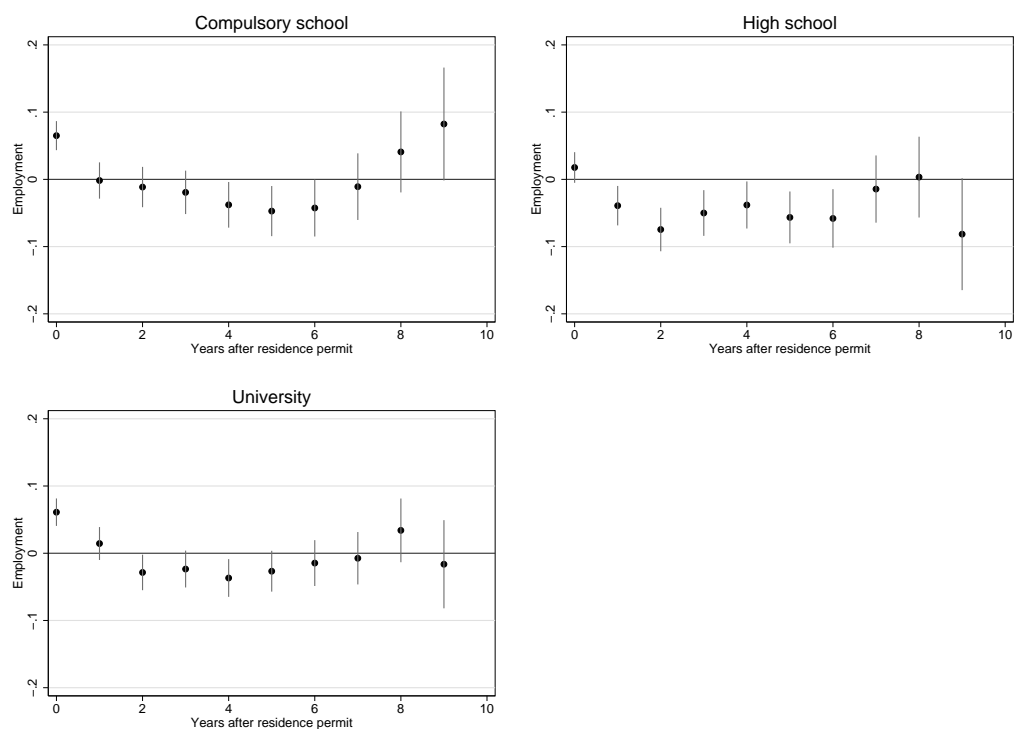 Compulsory school
.2
.1
0
-.1
-.2
Employment
0 2 4 6 8 10
Years after residence permit
High school
.2
.1
0
-.1
-.2
Employment
0 2 4 6 8 10
Years after residence permit
University
.2
.1
0
-.1
-.2
Employment
0 2 4 6 8 10
Years after residence permit